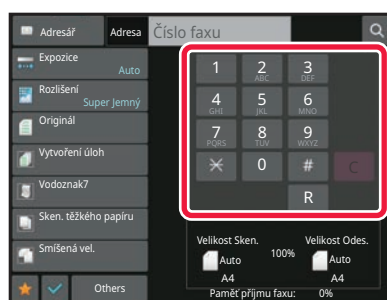 Adresář
Adresa
Číslo faxu
Expozice
Auto
Rozlišení
Super Jemný
Originál
Vytvoření úloh
Vodoznak7
Sken. těžkého papíru
Smíšená vel.
Others
1
2
ABC
3
DEF
4
GHI
5
JKL
6
MNO
7
PQRS
8
TUV
9
WXYZ
0
#
C
R
Velikost Sken.
100%
Velikost Odes.
Auto
A4
Auto
A4
Paměť příjmu faxu: 0%